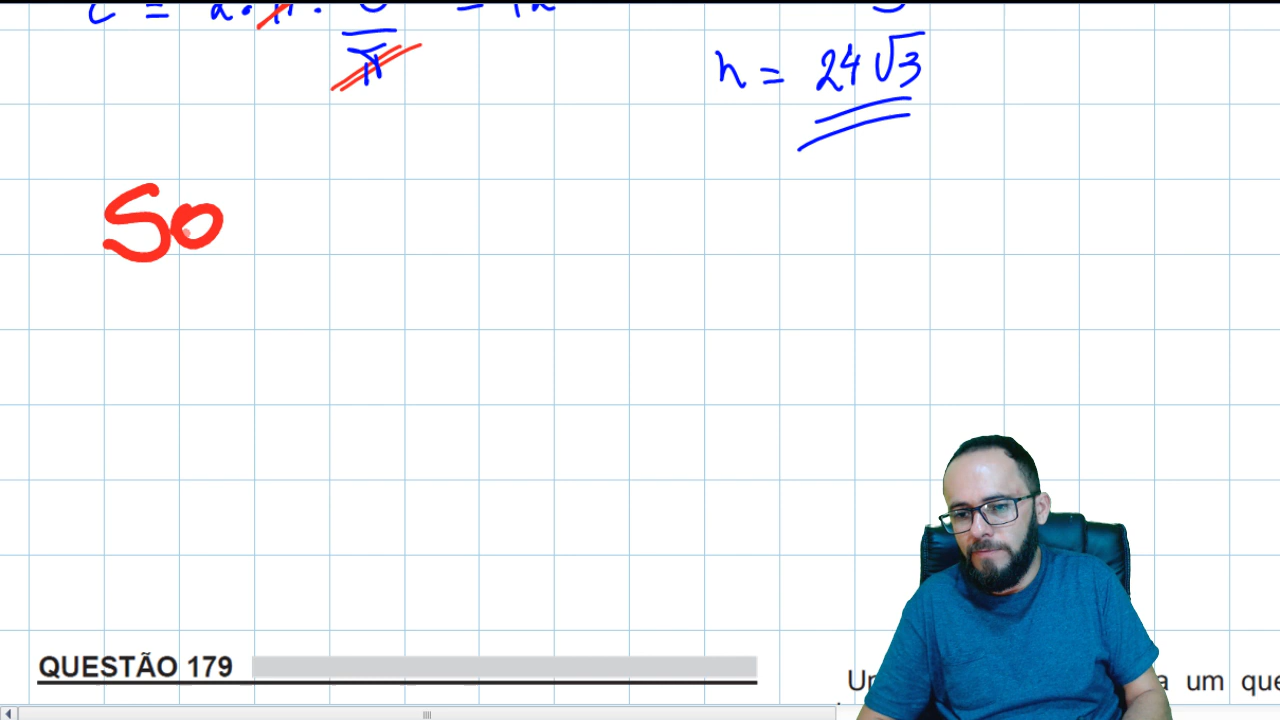 h = 24√3
So
QUESTÃO 179
um que